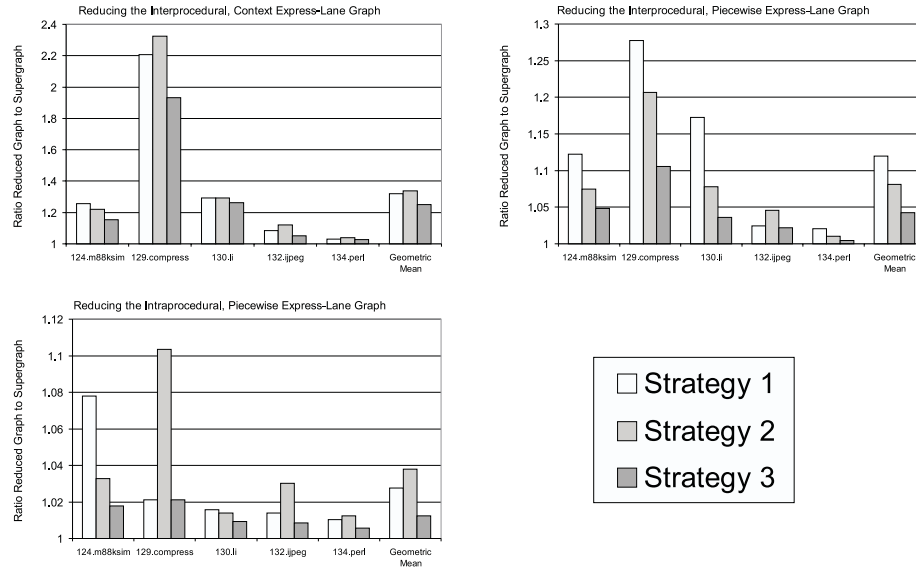 Reducing the Interprocedural, Context Express-Lane Graph
Ratio Reduced Graph to Supergraph
2.4
2.2
2
1.8
1.6
1.4
1.2
1
124.m88ksim 129.compress 130.li 132.ijpeg 134.perl Geometric
Mean
Reducing the Interprocedural, Piecewise Express-Lane Graph
Ratio Reduced Graph to Supergraph
1.3
1.25
1.2
1.15
1.1
1.05
1
124.m88ksim 129.compress 130.li 132.ijpeg 134.perl Geometric
Mean
Reducing the Intraprocedural, Piecewise Express-Lane Graph
Ratio Reduced Graph to Supergraph
1.12
1.1
1.08
1.06
1.04
1.02
1
124.m88ksim 129.compress 130.li 132.ijpeg 134.perl Geometric
Mean
Strategy 1
Strategy 2
Strategy 3